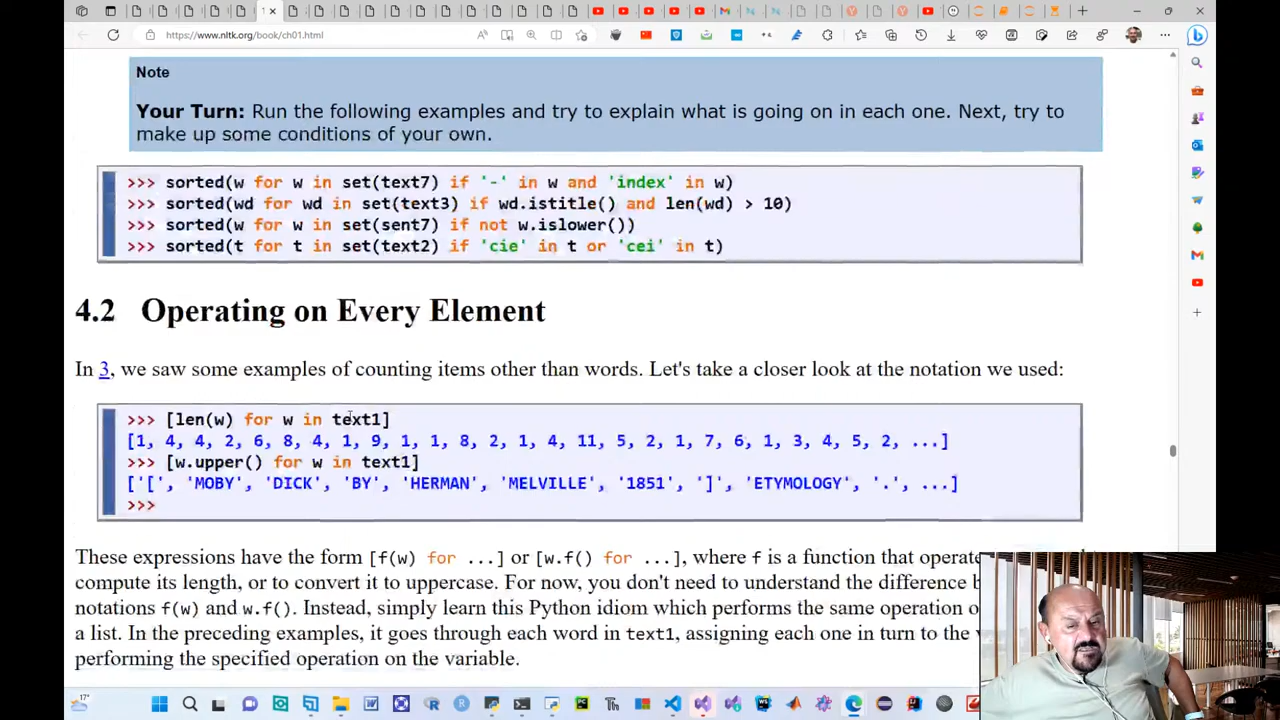 https://www.nltk.org/book/ch01.html
Note
Your Turn: Run the following examples and try to explain what is going on in each one. Next, try to
make up some conditions of your own.
>>> sorted(w for w in set(text7) if '-' in w and 'index' in w)
>>> sorted(wd for wd in set(text3) if wd.istitle() and len(wd) > 10)
>>> sorted(w for w in set(sent7) if not w.islower())
>>> sorted(t for t in set(text2) if 'cie' in t or 'cei' in t)
4.2 Operating on Every Element
In 3, we saw some examples of counting items other than words. Let's take a closer look at the notation we used:
>>> [len(w) for w in text1]
[1, 4, 4, 2, 6, 8, 4, 1, 9, 1, 1, 8, 2, 1, 4, 11, 5, 2, 1, 7, 6, 1, 3, 4, 5, 2, ...]
>>> [w.upper() for w in text1]
['[', 'MOBY', 'DICK', 'BY', 'HERMAN', 'MELVILLE', '1851', ']', 'ETYMOLOGY', '.', ...]
>>>
These expressions have the form [f(w) for ...] or [w.f() for ...], where f is a function that operate
compute its length, or to convert it to uppercase. For now, you don't need to understand the difference
notations f(w) and w.f(). Instead, simply learn this Python idiom which performs the same operation
a list. In the preceding examples, it goes through each word in text1, assigning each one in turn to the
performing the specified operation on the variable.
17°